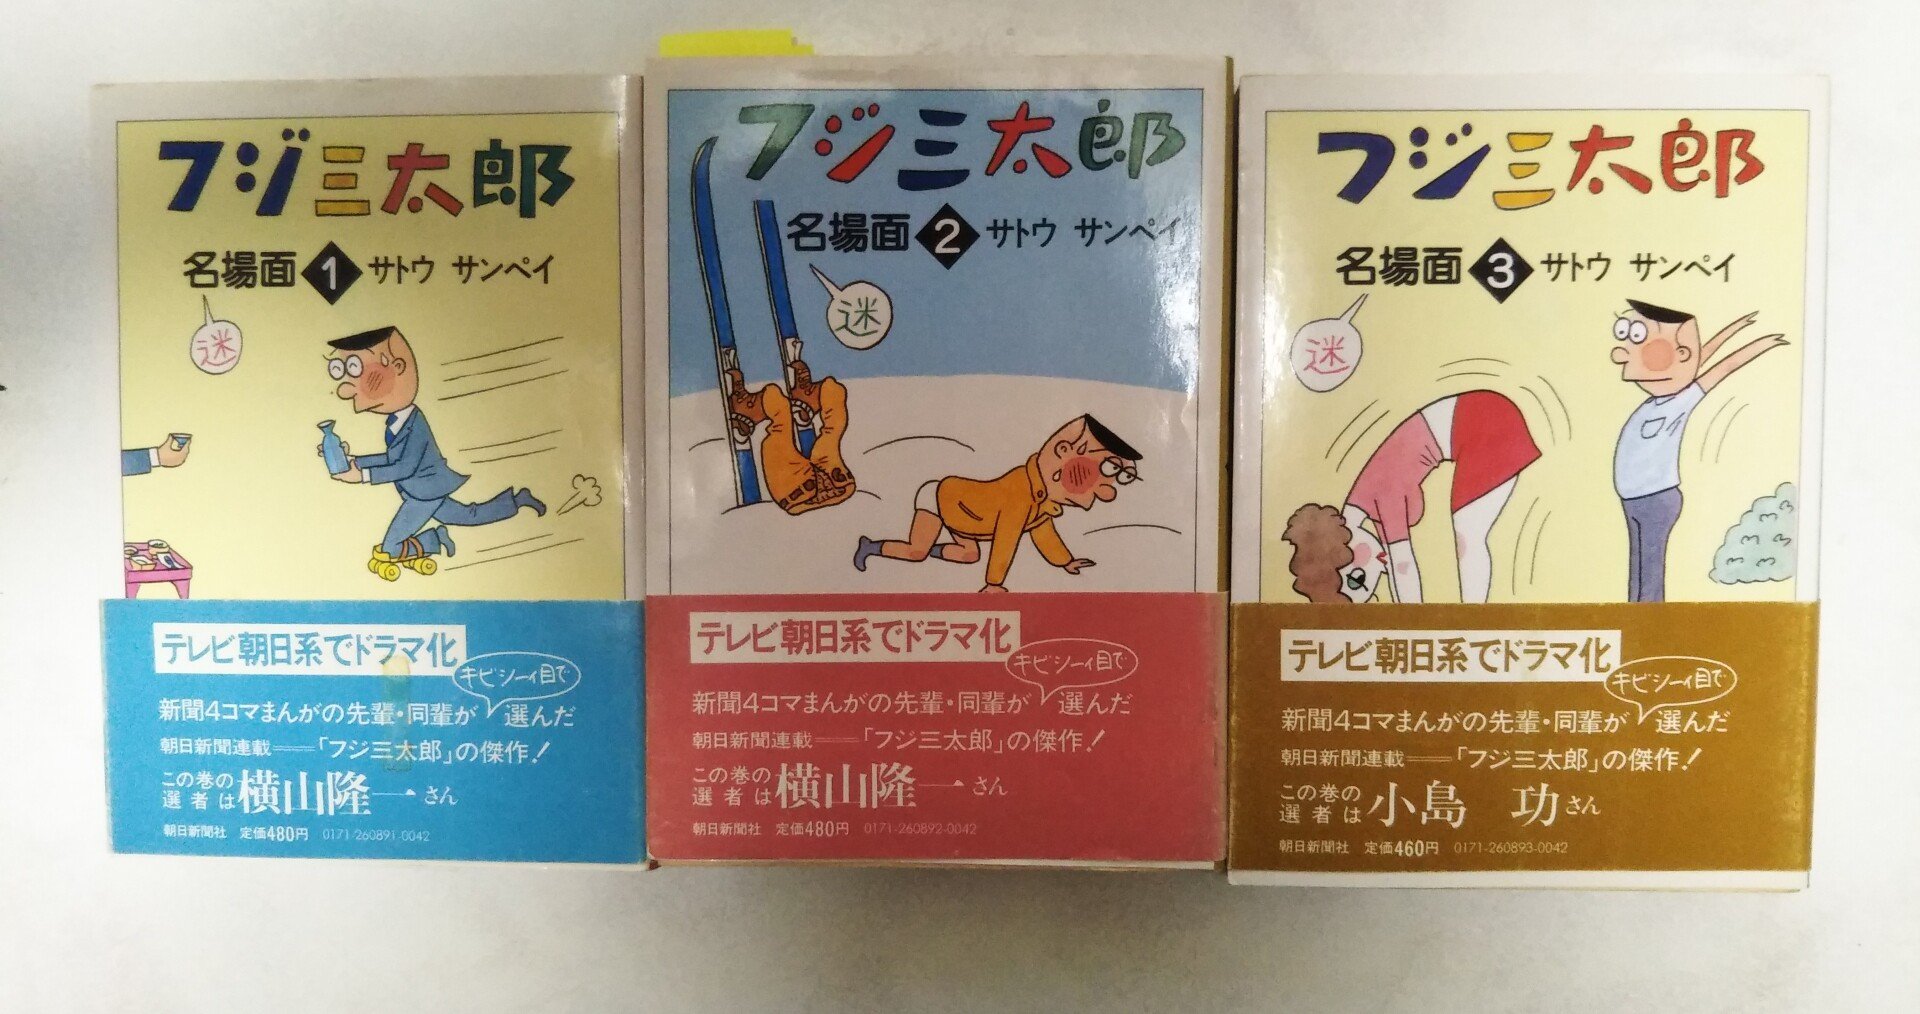 フジ三太郎
名場面 1 サトウ サンペイ
迷
テレビ朝日系でドラマ化
キビシーィ目で
新聞4コマまんがの先輩・同輩が選んだ
朝日新聞連載──「フジ三太郎」の傑作!
この巻の
選者は 横山隆一さん
朝日新聞社 定価480円 0171-260891-0042
フジ三太郎
名場面 2 サトウ サンペイ
迷
テレビ朝日系でドラマ化
キビシーィ目で
新聞4コマまんがの先輩・同輩が選んだ
朝日新聞連載──「フジ三太郎」の傑作!
この巻の
選者は 横山隆一さん
朝日新聞社 定価480円 0171-260892-0042
フジ三太郎
名場面 3 サトウ サンペイ
迷
テレビ朝日系でドラマ化
キビシーィ目で
新聞4コマまんがの先輩・同輩が選んだ
朝日新聞連載──「フジ三太郎」の傑作!
この巻の
選者は 小島 功さん
朝日新聞社 定価460円 0171-260893-0042